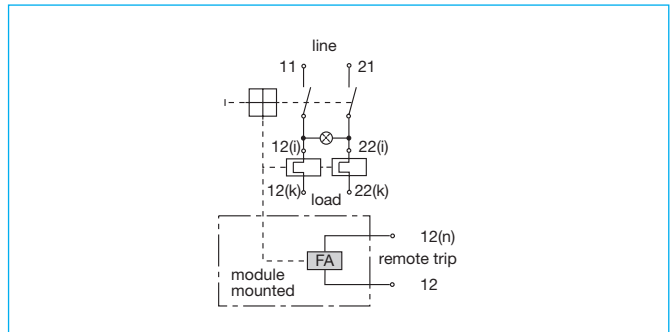 line
11 21
12(i) 22(i)
12(k) 22(k)
load
12(n)
FA remote trip
module
mounted 12